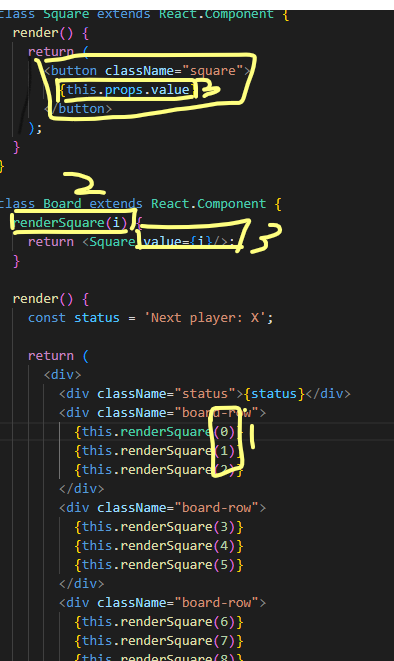 class Square extends React.Component {
render() {
return (
<button className="square">
{this.props.value} 3
</button>
);
}
}
2
class Board extends React.Component {
renderSquare(i) {
return <Square value={i}/>; 3
}
render() {
const status = 'Next player: X';
return (
<div>
<div className="status">{status}</div>
<div className="board-row">
{this.renderSquare(0)} 1
{this.renderSquare(1)}
{this.renderSquare(2)}
</div>
<div className="board-row">
{this.renderSquare(3)}
{this.renderSquare(4)}
{this.renderSquare(5)}
</div>
<div className="board-row">
{this.renderSquare(6)}
{this.renderSquare(7)}
{this.renderSquare(8)}